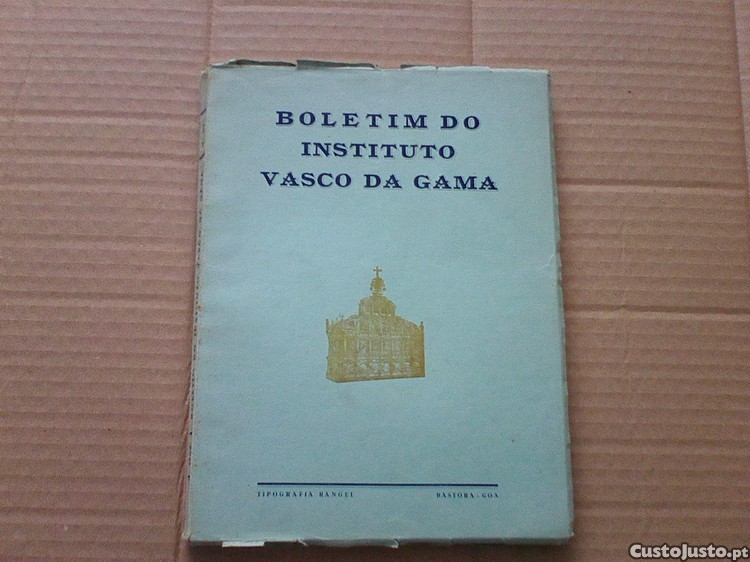 BOLETIM DO
INSTITUTO
VASCO DA GAMA
TIPOGRAFIA RANGEL BASTORA - GOA
CustoJusto.pt